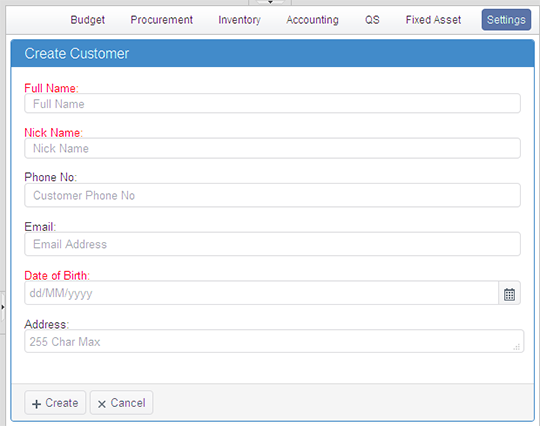 Budget Procurement Inventory Accounting QS Fixed Asset Settings
Create Customer
Full Name:
Full Name
Nick Name:
Nick Name
Phone No:
Customer Phone No
Email:
Email Address
Date of Birth:
dd/MM/yyyy
Address:
255 Char Max
Create Cancel